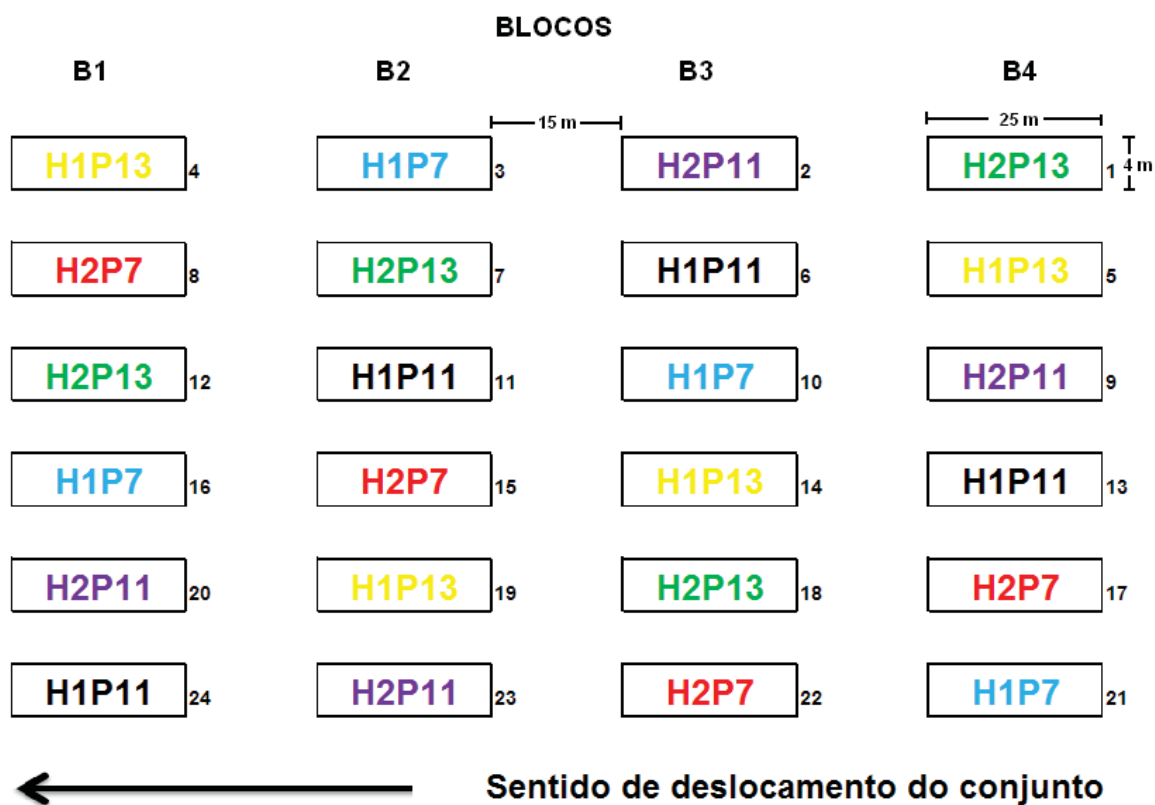 BLOCOS
B1 B2 B3 B4
15 m 25 m
H1P13 4 H1P7 3 H2P11 2 H2P13 1 4 m
H2P7 8 H2P13 7 H1P11 6 H1P13 5
H2P13 12 H1P11 11 H1P7 10 H2P11 9
H1P7 16 H2P7 15 H1P13 14 H1P11 13
H2P11 20 H1P13 19 H2P13 18 H2P7 17
H1P11 24 H2P11 23 H2P7 22 H1P7 21
Sentido de deslocamento do conjunto